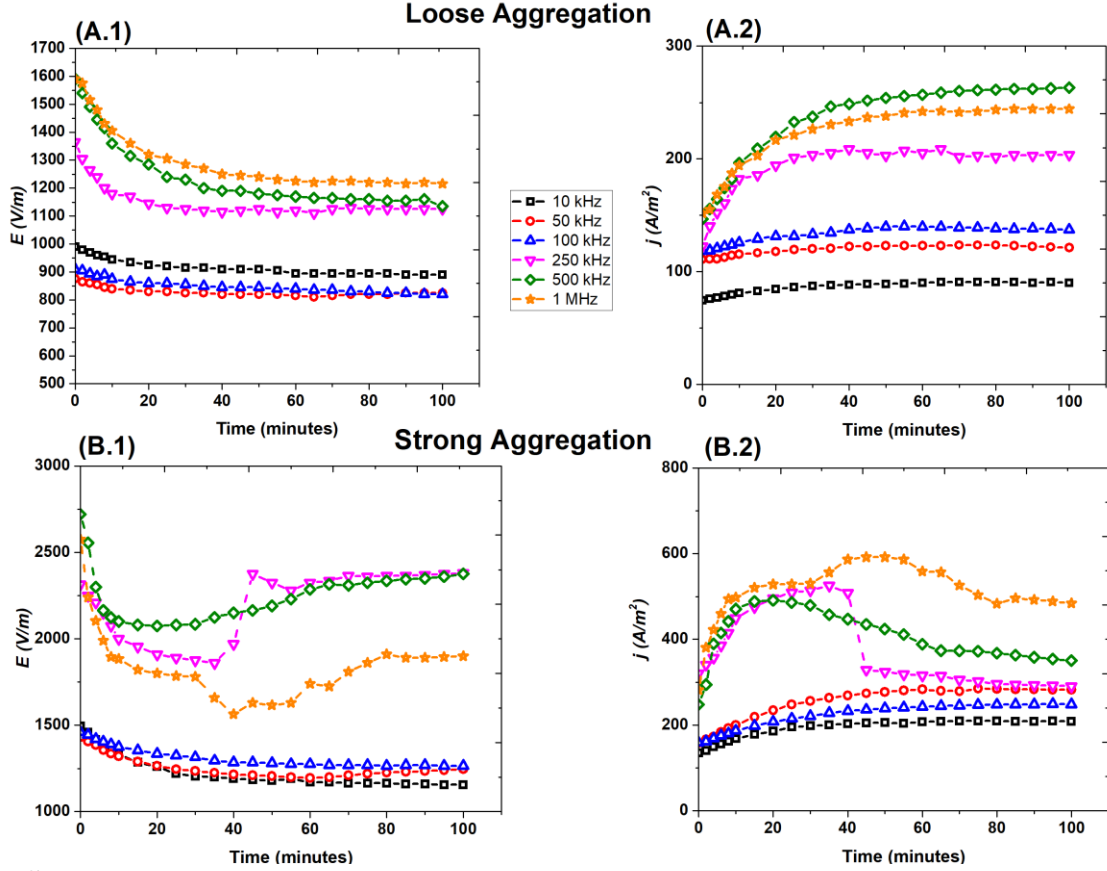 Loose Aggregation
(A.1)
1700
1600
1500
1400
1300
1200
1100
1000
900
800
700
600
500
E (V/m)
0 20 40 60 80 100
Time (minutes)
10 kHz
50 kHz
100 kHz
250 kHz
500 kHz
1 MHz
(A.2)
300
200
100
0
j (A/m²)
0 20 40 60 80 100
Time (minutes)
Strong Aggregation
(B.1)
3000
2500
2000
1500
1000
E (V/m)
0 20 40 60 80 100
Time (minutes)
(B.2)
800
600
400
200
0
j (A/m²)
0 20 40 60 80 100
Time (minutes)